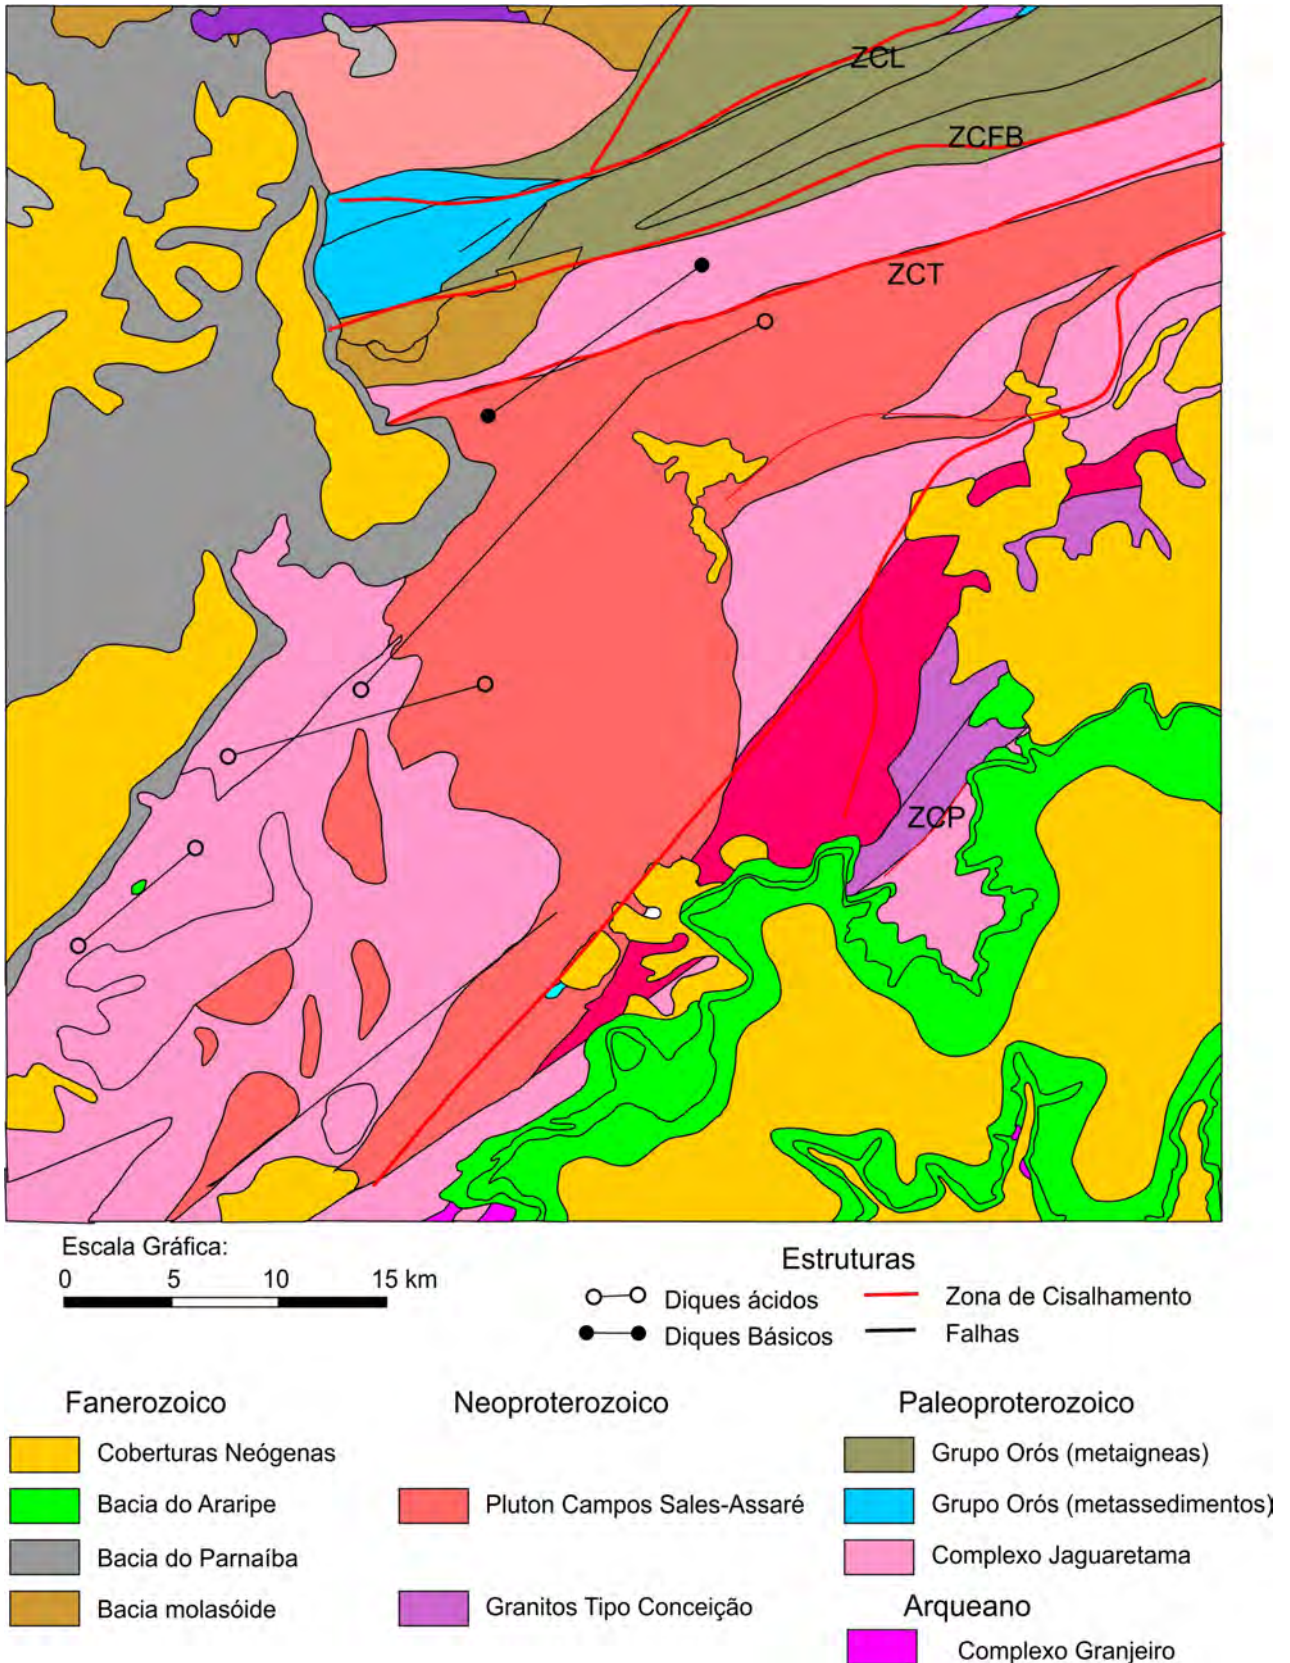 ZCL
ZCFB
ZCT
ZCP
Escala Gráfica:
0 5 10 15 km
Estruturas
Diques ácidos
Zona de Cisalhamento
Diques Básicos
Falhas
Fanerozoico
Coberturas Neógenas
Bacia do Araripe
Bacia do Parnaíba
Bacia molasóide
Neoproterozoico
Pluton Campos Sales-Assaré
Granitos Tipo Conceição
Paleoproterozoico
Grupo Orós (metaigneas)
Grupo Orós (metassedimentos)
Complexo Jaguaretama
Arqueano
Complexo Granjeiro